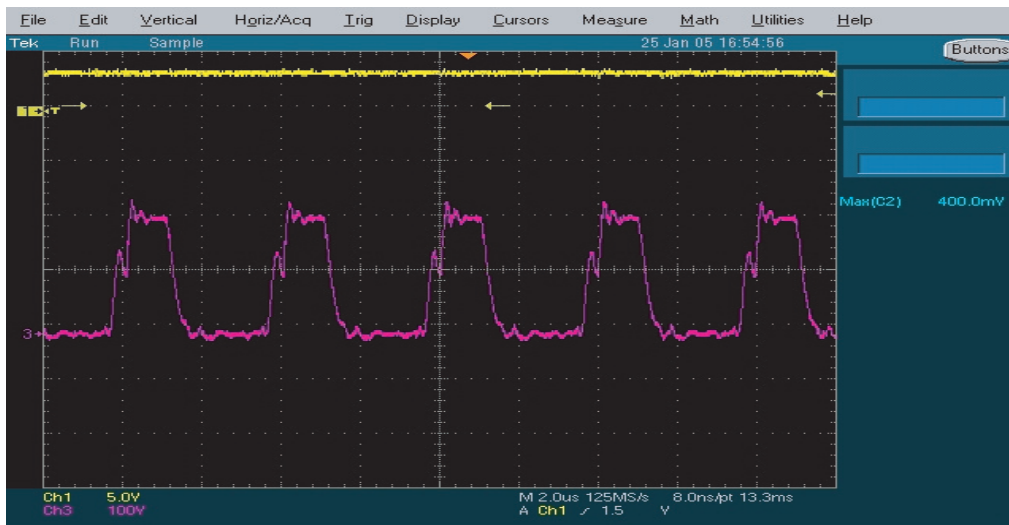 File Edit Vertical Horiz/Acq Trig Display Cursors Measure Math Utilities Help
Tek Run Sample 25 Jan 05 16:54:56
Buttons
1 T
Max(C2) 400.0mV
3
Ch1 5.0V M 2.0us 125MS/s 8.0ns/pt 13.3ms
Ch3 100V A Ch1 / 1.5 V